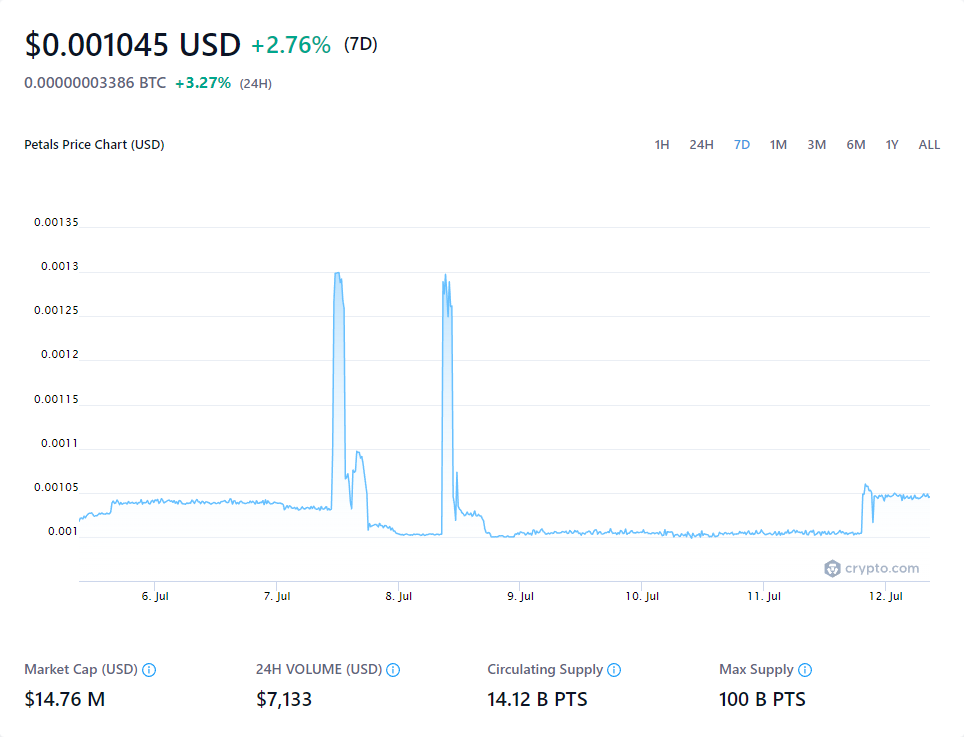 $0.001045 USD +2.76% (7D)
0.00000003386 BTC +3.27% (24H)
Petals Price Chart (USD) 1H 24H 7D 1M 3M 6M 1Y ALL
0.00135
0.0013
0.00125
0.0012
0.00115
0.0011
0.00105
0.001
crypto.com
6. Jul 7. Jul 8. Jul 9. Jul 10. Jul 11. Jul 12. Jul
Market Cap (USD) 24H VOLUME (USD) Circulating Supply Max Supply
$14.76 M $7,133 14.12 B PTS 100 B PTS